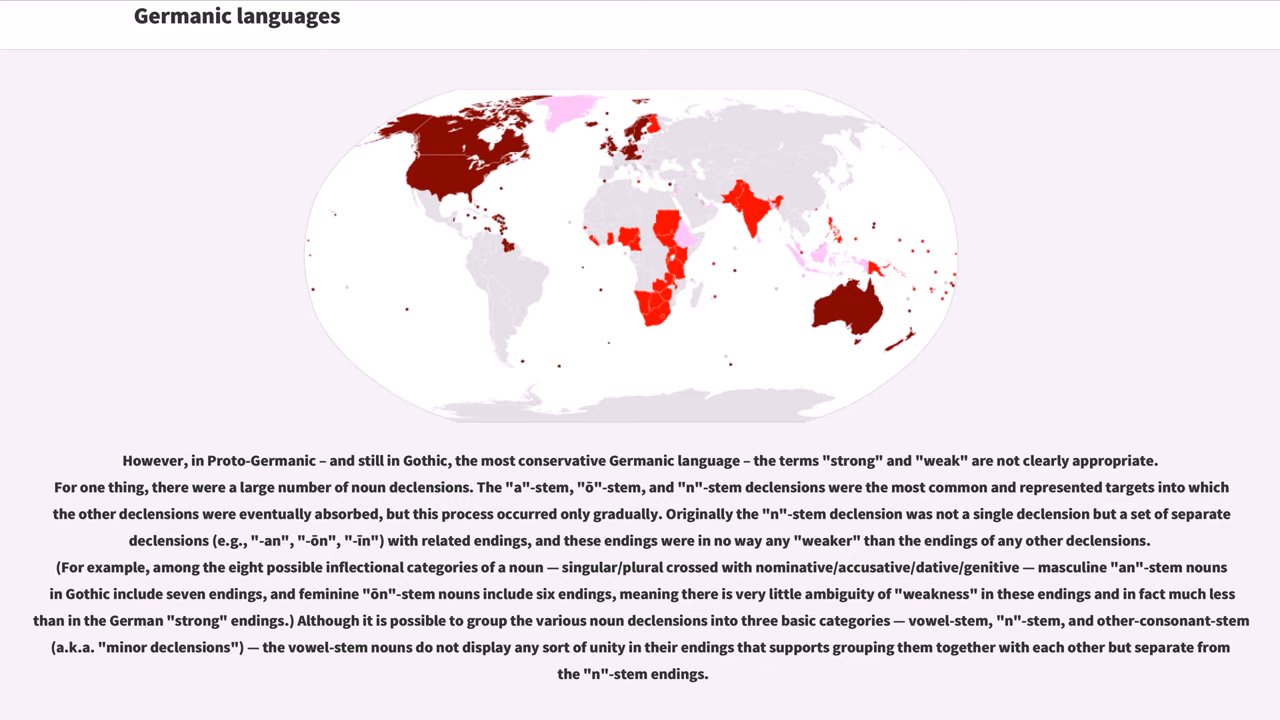 Germanic languages
However, in Proto-Germanic – and still in Gothic, the most conservative Germanic language – the terms "strong" and "weak" are not clearly appropriate.
For one thing, there were a large number of noun declensions. The "a"-stem, "ō"-stem, and "n"-stem declensions were the most common and represented targets into which
the other declensions were eventually absorbed, but this process occurred only gradually. Originally the "n"-stem declension was not a single declension but a set of separate
declensions (e.g., "-an", "-ōn", "-īn") with related endings, and these endings were in no way any "weaker" than the endings of any other declensions.
(For example, among the eight possible inflectional categories of a noun — singular/plural crossed with nominative/accusative/dative/genitive — masculine "an"-stem nouns
in Gothic include seven endings, and feminine "ōn"-stem nouns include six endings, meaning there is very little ambiguity of "weakness" in these endings and in fact much less
than in the German "strong" endings.) Although it is possible to group the various noun declensions into three basic categories — vowel-stem, "n"-stem, and other-consonant-stem
(a.k.a. "minor declensions") — the vowel-stem nouns do not display any sort of unity in their endings that supports grouping them together with each other but separate from
the "n"-stem endings.